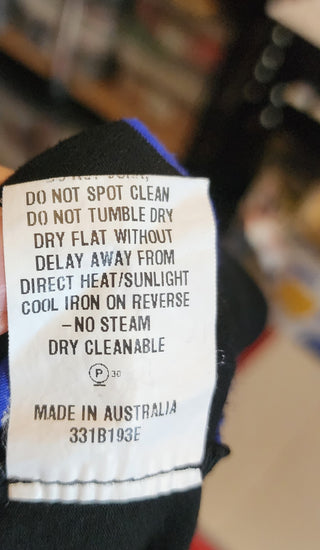 DO NOT SPOT CLEAN
DO NOT TUMBLE DRY
DRY FLAT WITHOUT
DELAY AWAY FROM
DIRECT HEAT/SUNLIGHT
COOL IRON ON REVERSE
-NO STEAM
DRY CLEANABLE
P 30
MADE IN AUSTRALIA
331B193E